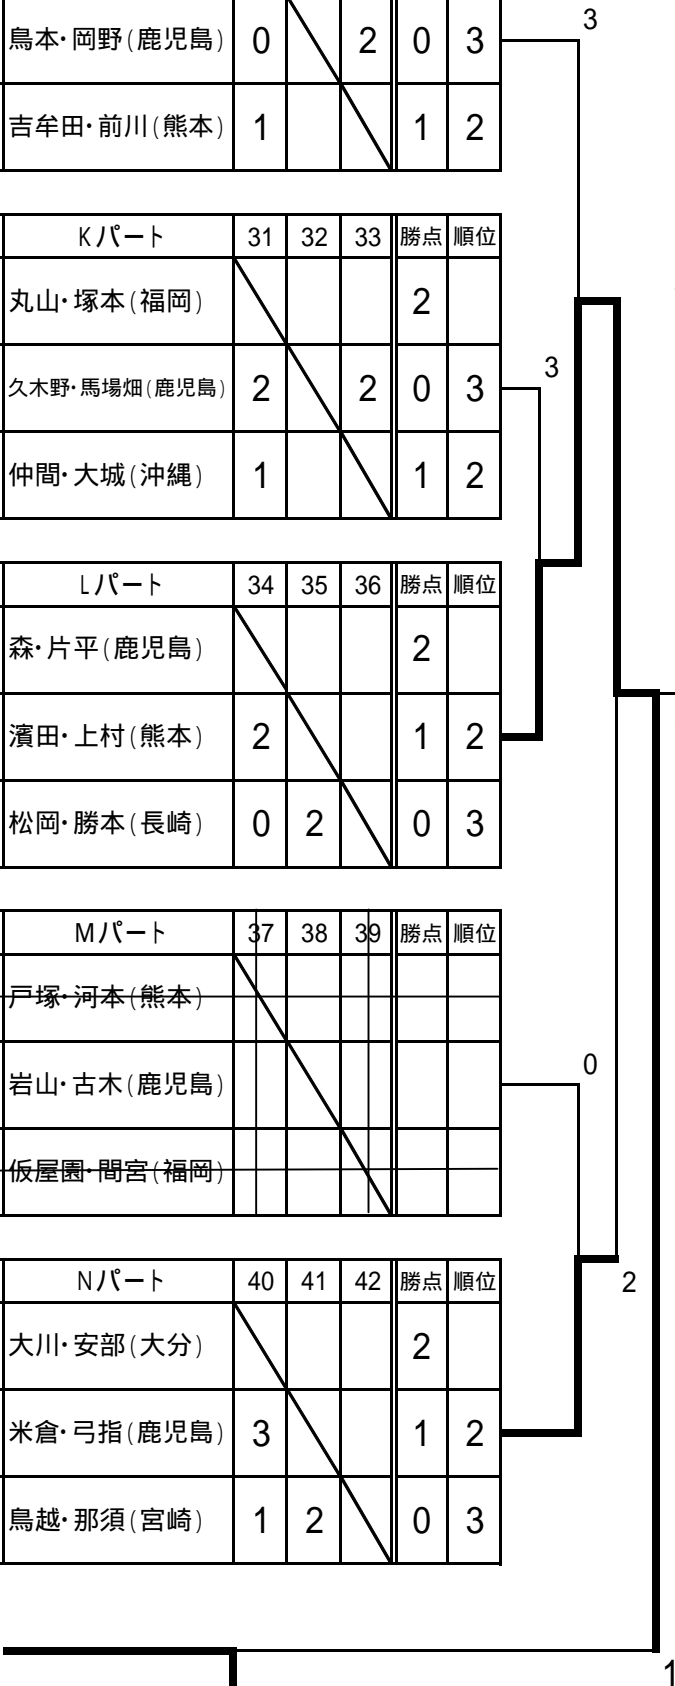 3
鳥本・岡野(鹿児島) 0 2 0 3
吉牟田・前川(熊本) 1 1 2
Kパート 31 32 33 勝点 順位
丸山・塚本(福岡) 2
3
久木野・馬場畑(鹿児島) 2 2 0 3
仲間・大城(沖縄) 1 1 2
Lパート 34 35 36 勝点 順位
森・片平(鹿児島) 2
濱田・上村(熊本) 2 1 2
松岡・勝本(長崎) 0 2 0 3
Mパート 37 38 39 勝点 順位
戸塚・河本(熊本)
岩山・古木(鹿児島) 0
仮屋園・間宮(福岡)
Nパート 40 41 42 勝点 順位 2
大川・安部(大分) 2
米倉・弓指(鹿児島) 3 1 2
鳥越・那須(宮崎) 1 2 0 3
1